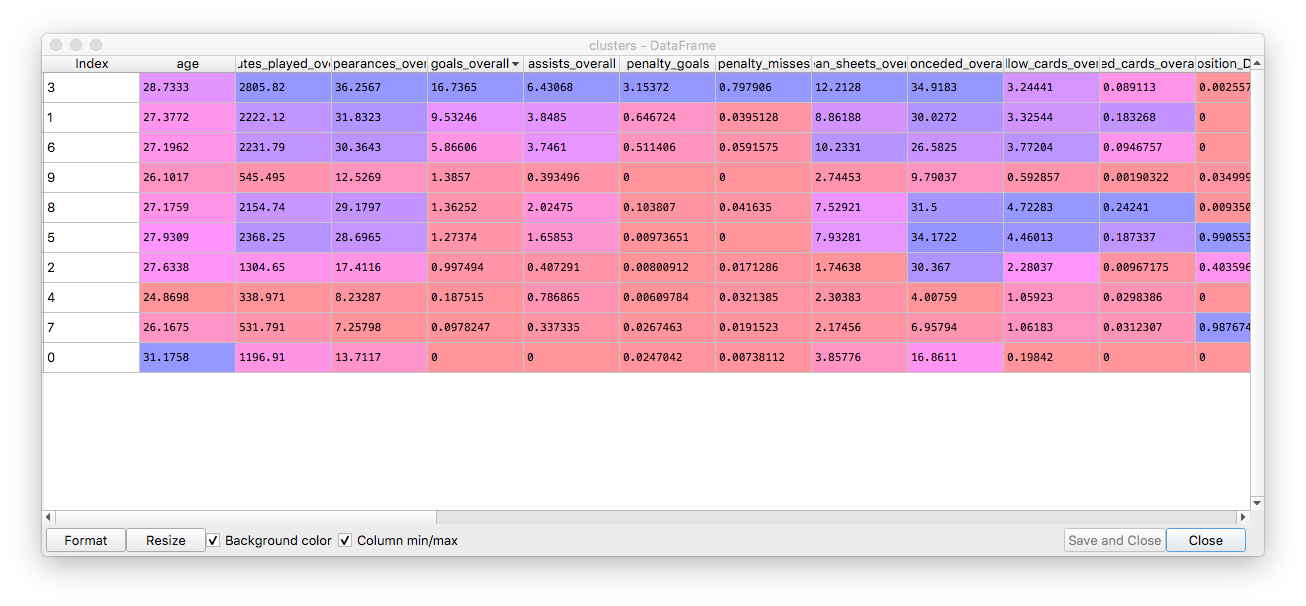 clusters - DataFrame
Index age utes_played_ov pearances_over goals_overall assists_overall penalty_goals penalty_misses an_sheets_over onceded_overa llow_cards_over ed_cards_overal osition_D
3 28.7333 2805.82 36.2567 16.7365 6.43068 3.15372 0.797906 12.2128 34.9183 3.24441 0.089113 0.002557
1 27.3772 2222.12 31.8323 9.53246 3.8485 0.646724 0.0395128 8.86188 30.0272 3.32544 0.183268 0
6 27.1962 2231.79 30.3643 5.86606 3.7461 0.511406 0.0591575 10.2331 26.5825 3.77204 0.0946757 0
9 26.1017 545.495 12.5269 1.3857 0.393496 0 0 2.74453 9.79037 0.592857 0.00190322 0.034999
8 27.1759 2154.74 29.1797 1.36252 2.02475 0.103807 0.041635 7.52921 31.5 4.72283 0.24241 0.009350
5 27.9309 2368.25 28.6965 1.27374 1.65853 0.00973651 0 7.93281 34.1722 4.46013 0.187337 0.990553
2 27.6338 1304.65 17.4116 0.997494 0.407291 0.00800912 0.0171286 1.74638 30.367 2.28037 0.00967175 0.403596
4 24.8698 338.971 8.23287 0.187515 0.786865 0.00609784 0.0321385 2.30383 4.00759 1.05923 0.0298386 0
7 26.1675 531.791 7.25798 0.0978247 0.337335 0.0267463 0.0191523 2.17456 6.95794 1.06183 0.0312307 0.987674
0 31.1758 1196.91 13.7117 0 0 0.0247042 0.00738112 3.85776 16.8611 0.19842 0 0
Format Resize Background color Column min/max Save and Close Close